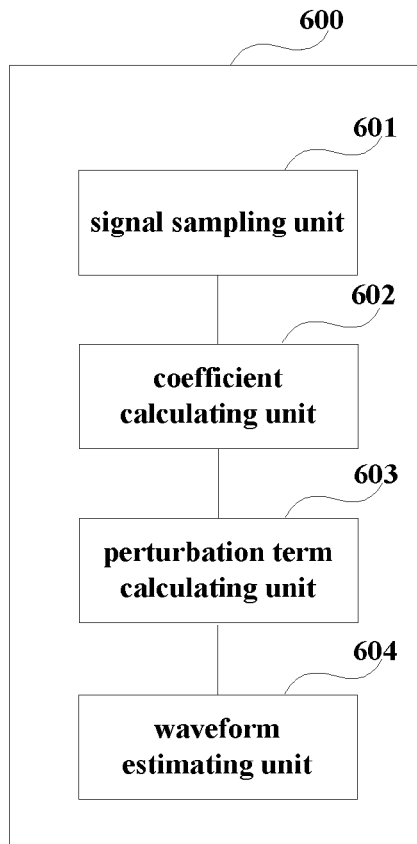 600
601
signal sampling unit
602
coefficient
calculating unit
603
perturbation term
calculating unit
604
waveform
estimating unit